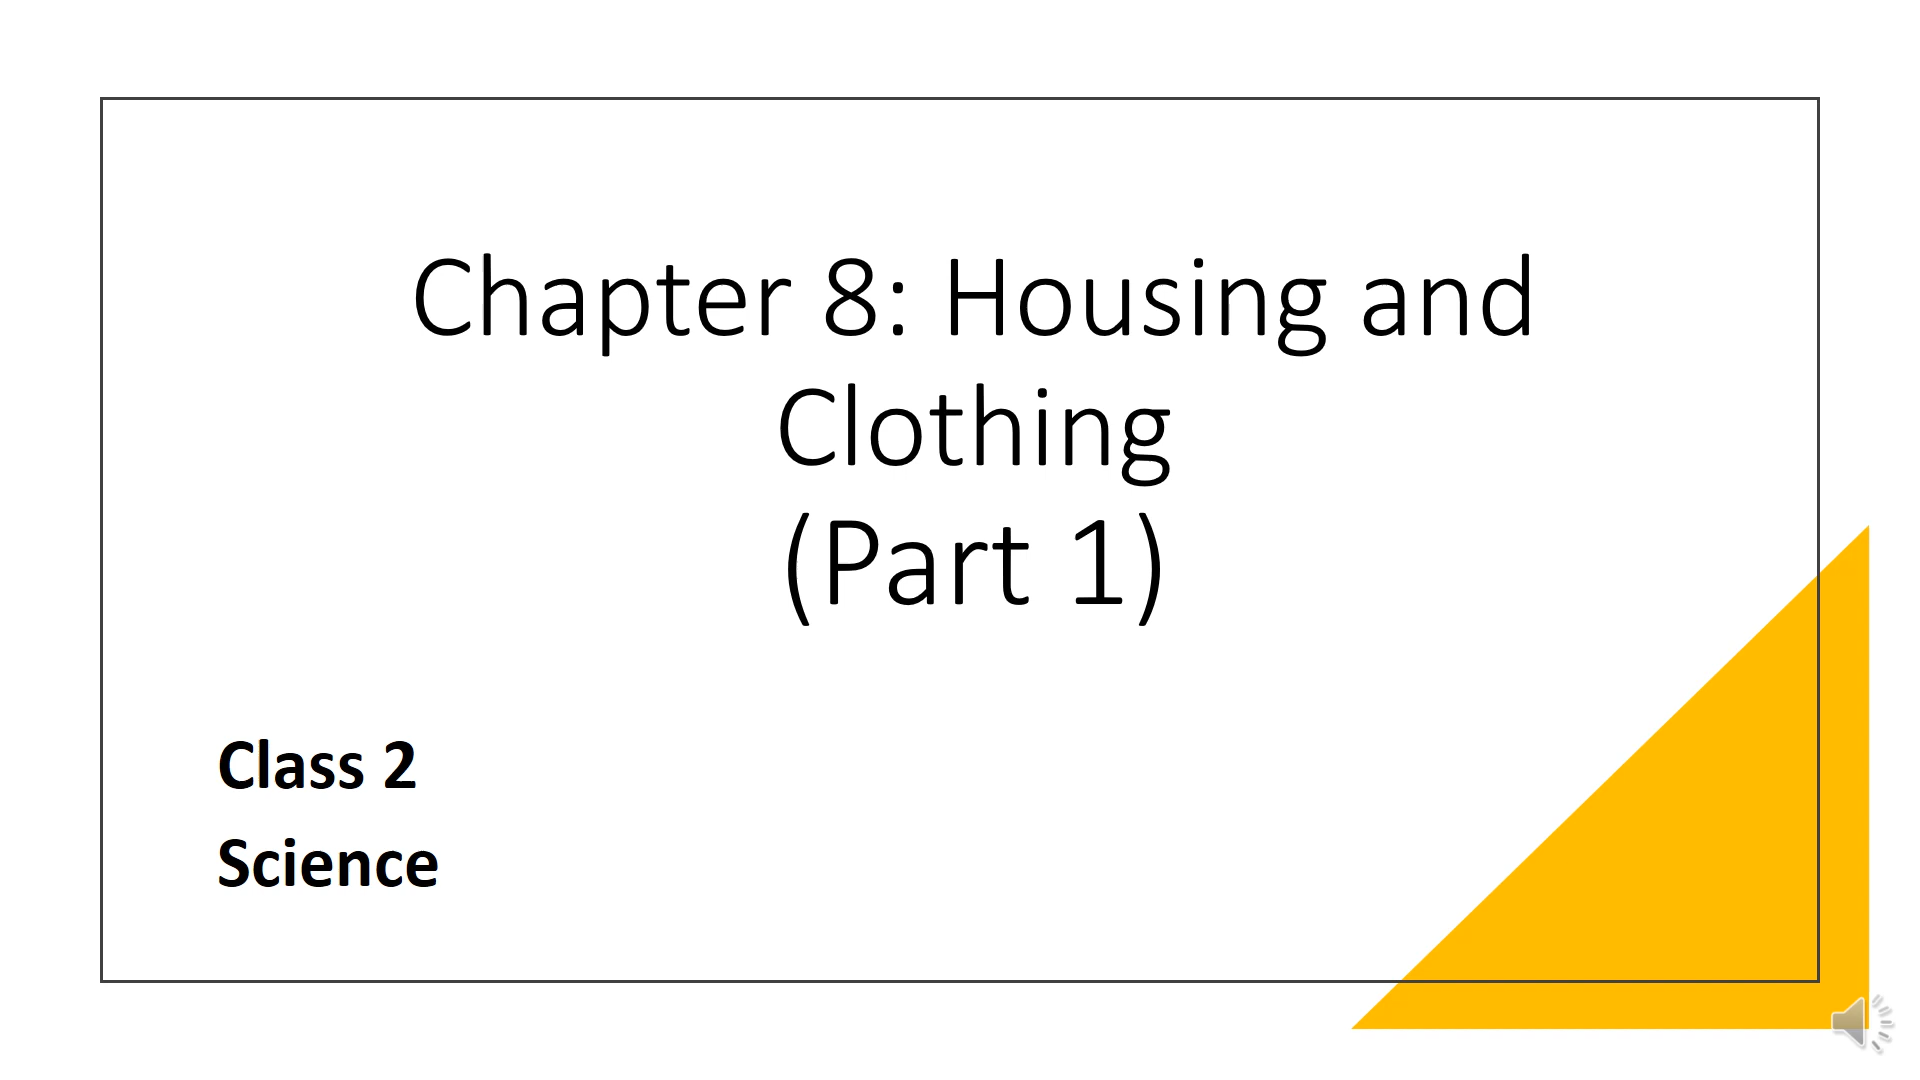 Chapter 8: Housing and
Clothing
(Part 1)
Class 2
Science